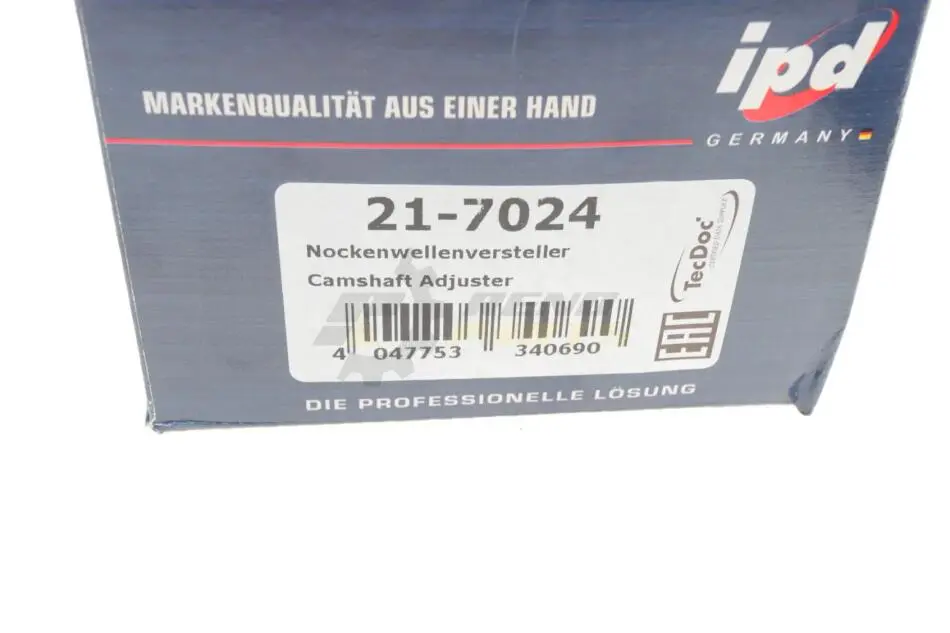 ipd
GERMANY
MARKENQUALITÄT AUS EINER HAND
21-7024
Nockenwellenversteller
Camshaft Adjuster
4 047753 340690
TecDoc
EAC
DIE PROFESSIONELLE LÖSUNG